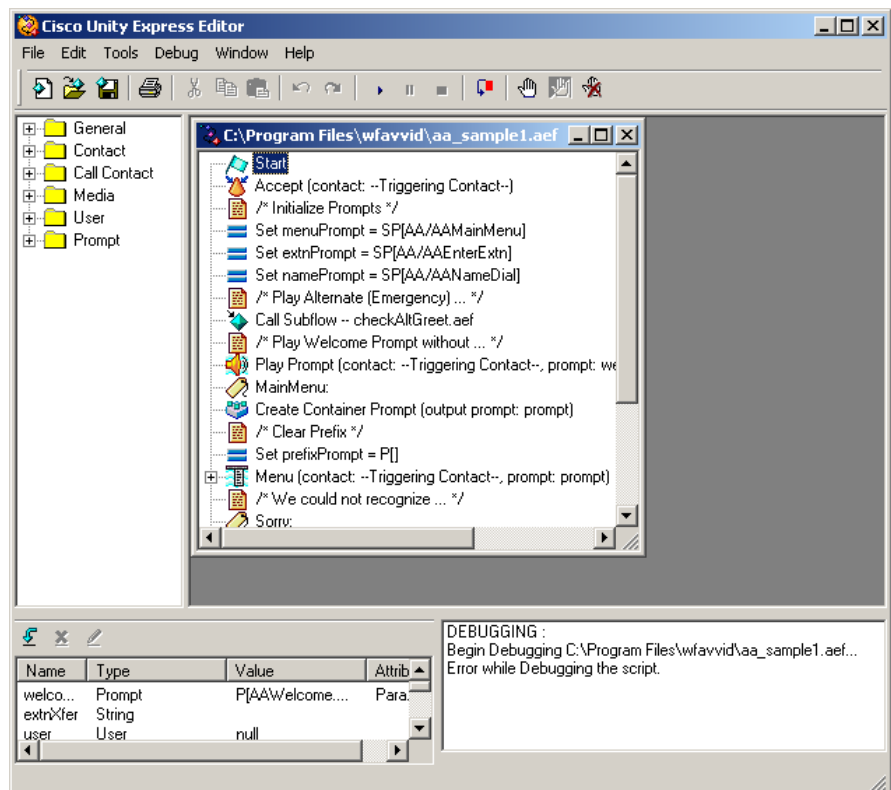 Cisco Unity Express Editor
File Edit Tools Debug Window Help
General
Contact
Call Contact
Media
User
Prompt
C:\Program Files\wfavvid\aa_sample1.aef
Start
Accept (contact: --Triggering Contact--)
/* Initialize Prompts */
Set menuPrompt = SP[AA/AAMainMenu]
Set extnPrompt = SP[AA/AAEnterExtn]
Set namePrompt = SP[AA/AANameDial]
/* Play Alternate (Emergency) ... */
Call Subflow -- checkAltGreet.aef
/* Play Welcome Prompt without ... */
Play Prompt (contact: --Triggering Contact--, prompt: we
MainMenu:
Create Container Prompt (output prompt: prompt)
/* Clear Prefix */
Set prefixPrompt = P[]
Menu (contact: --Triggering Contact--, prompt: prompt)
/* We could not recognize ... */
Sorry:
Name Type Value Attrib
welco... Prompt P[AAWelcome.... Para.
extnXfer String
user User null
DEBUGGING :
Begin Debugging C:\Program Files\wfavvid\aa_sample1.aef...
Error while Debugging the script.